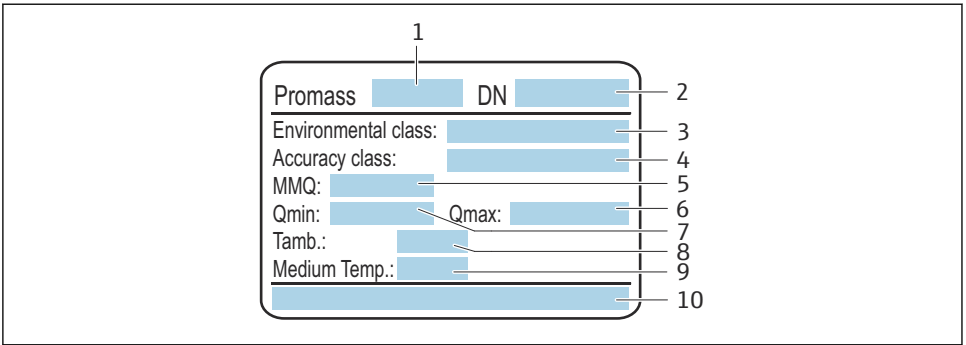 1
Promass DN 2
Environmental class: 3
Accuracy class: 4
MMQ: 5
Qmin: Qmax: 6
7
Tamb.: 8
Medium Temp.: 9
10